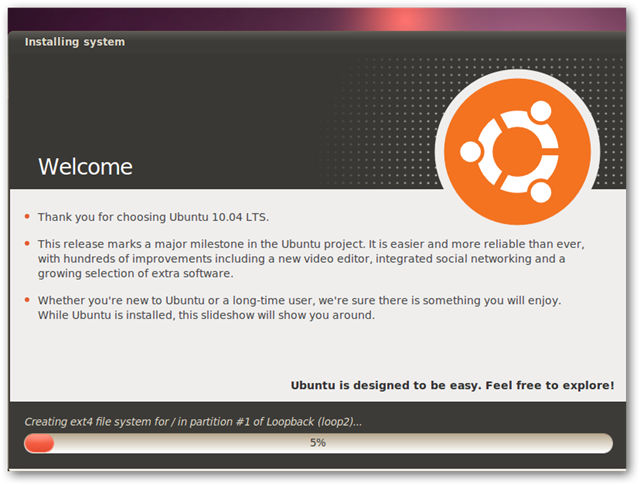 Installing system
Welcome
Thank you for choosing Ubuntu 10.04 LTS.
This release marks a major milestone in the Ubuntu project. It is easier and more reliable than ever,
with hundreds of improvements including a new video editor, integrated social networking and a
growing selection of extra software.
Whether you're new to Ubuntu or a long-time user, we're sure there is something you will enjoy.
While Ubuntu is installed, this slideshow will show you around.
Ubuntu is designed to be easy. Feel free to explore!
Creating ext4 file system for / in partition #1 of Loopback (loop2)...
5%